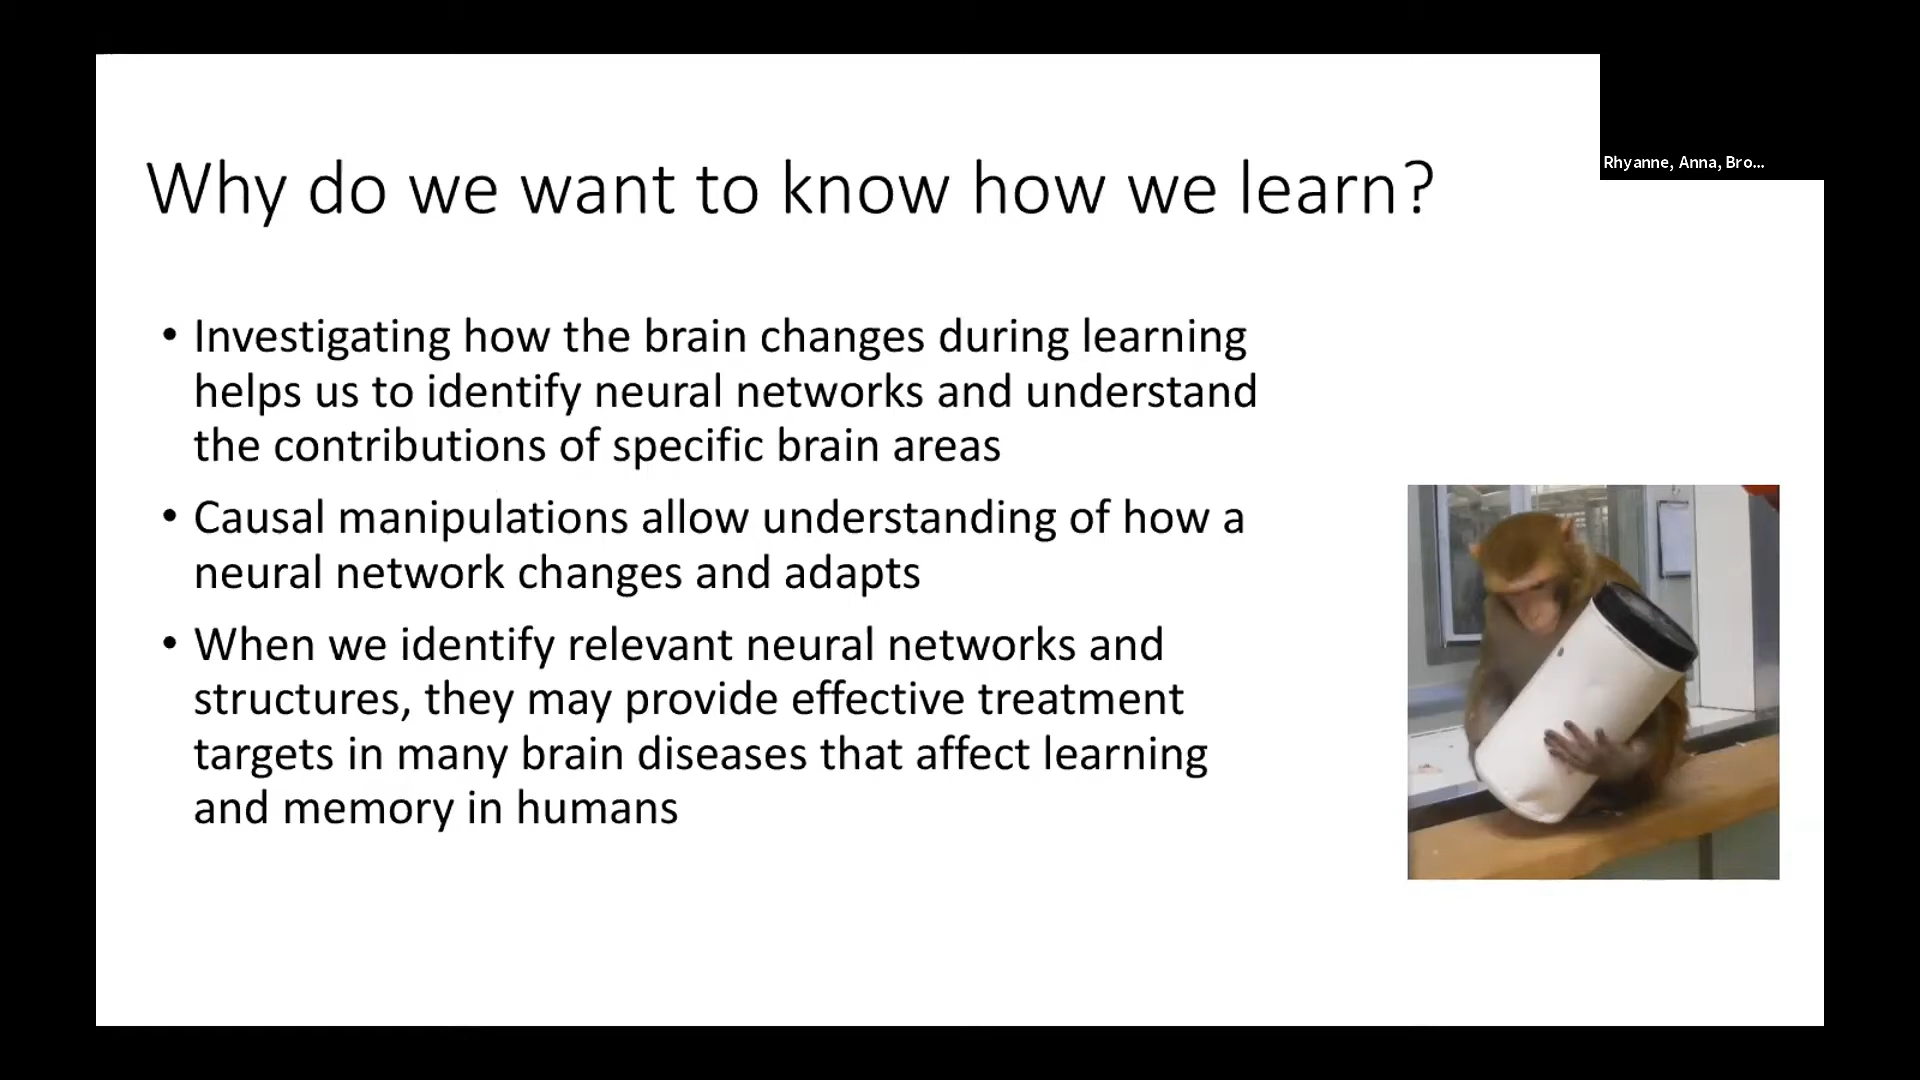 Rhyanne, Anna, Bro...
Why do we want to know how we learn?
• Investigating how the brain changes during learning
helps us to identify neural networks and understand
the contributions of specific brain areas
• Causal manipulations allow understanding of how a
neural network changes and adapts
• When we identify relevant neural networks and
structures, they may provide effective treatment
targets in many brain diseases that affect learning
and memory in humans